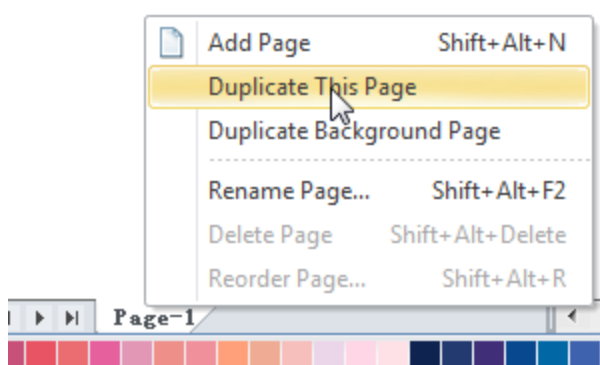 Add Page Shift+Alt+N
Duplicate This Page
Duplicate Background Page
Rename Page... Shift+Alt+F2
Delete Page Shift+Alt+Delete
Reorder Page... Shift+Alt+R
Page-1